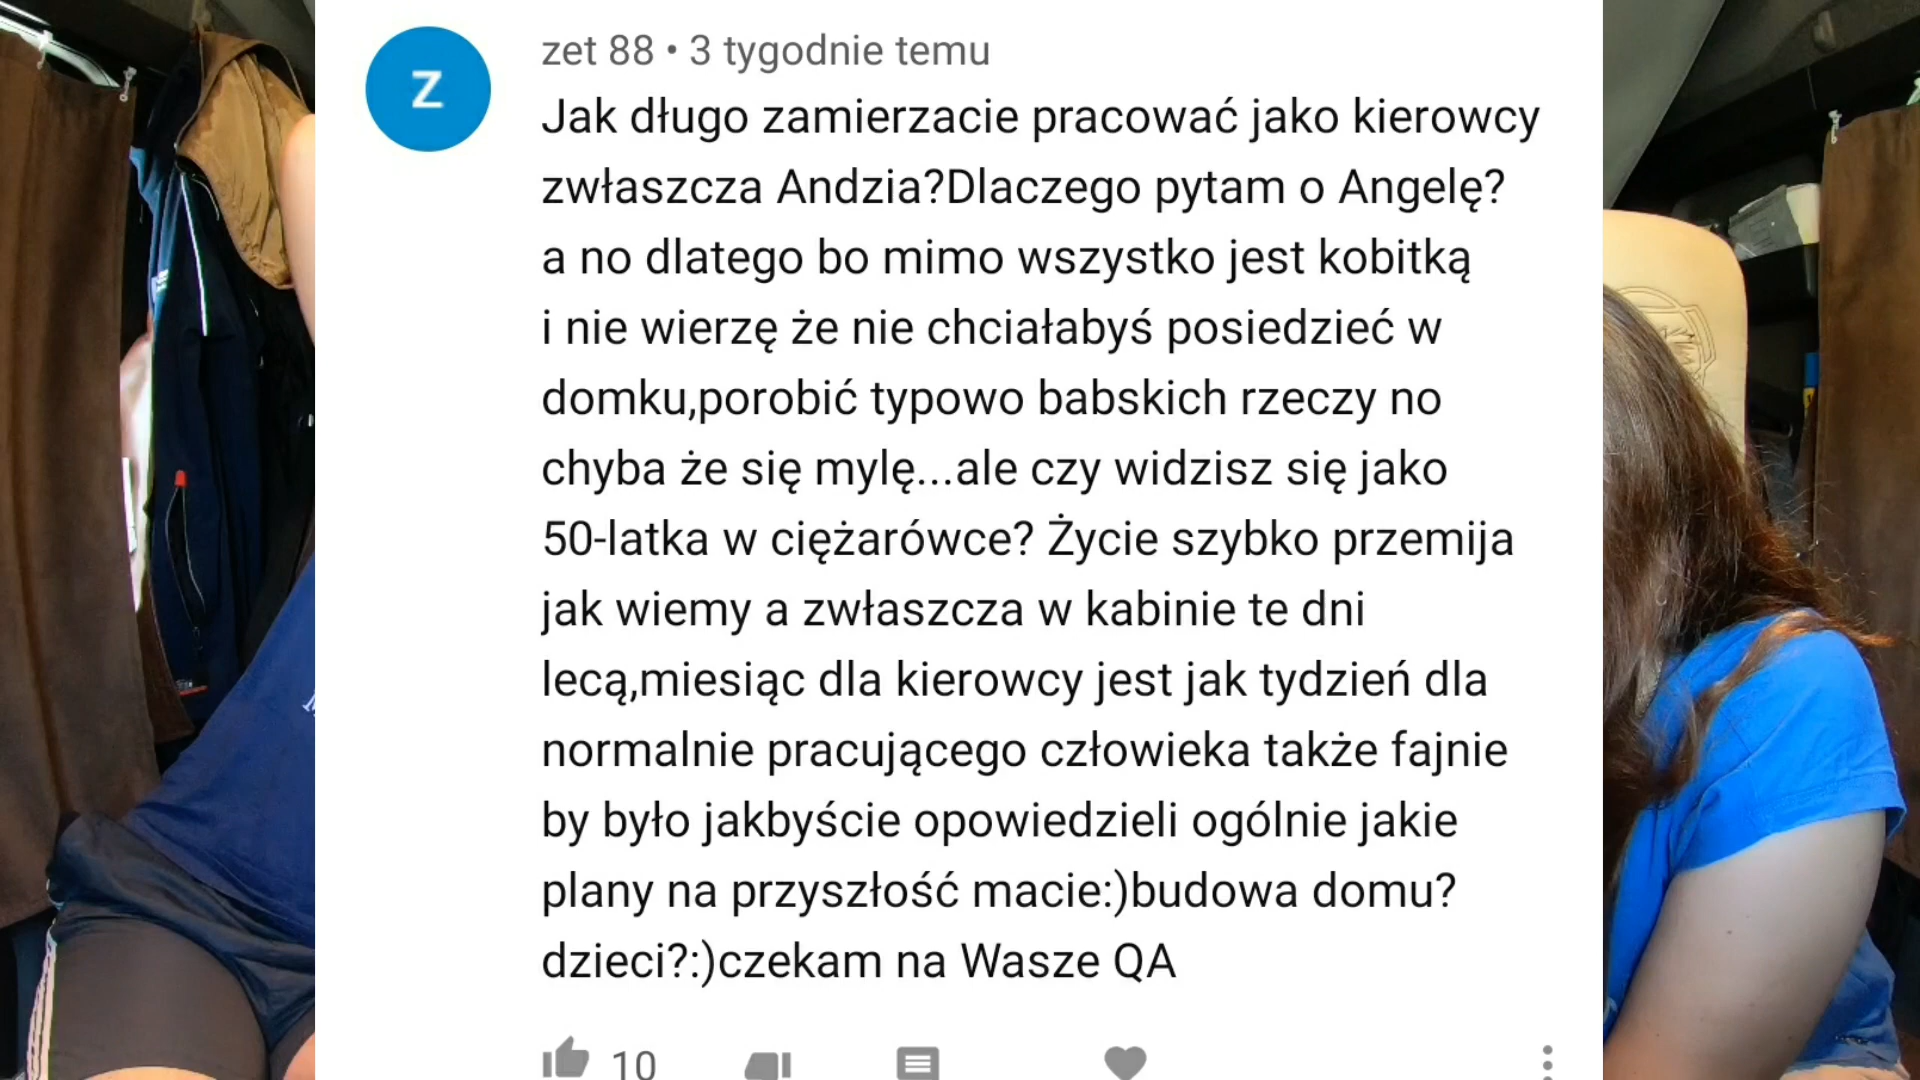 Z
zet 88 • 3 tygodnie temu
Jak długo zamierzacie pracować jako kierowcy
zwłaszcza Andzia?Dlaczego pytam o Angelę?
a no dlatego bo mimo wszystko jest kobitką
i nie wierzę że nie chciałabyś posiedzieć w
domku,porobić typowo babskich rzeczy no
chyba że się mylę...ale czy widzisz się jako
50-latka w ciężarówce? Życie szybko przemija
jak wiemy a zwłaszcza w kabinie te dni
lecą,miesiąc dla kierowcy jest jak tydzień dla
normalnie pracującego człowieka także fajnie
by było jakbyście opowiedzieli ogólnie jakie
plany na przyszłość macie:)budowa domu?
dzieci?:)czekam na Wasze QA
10